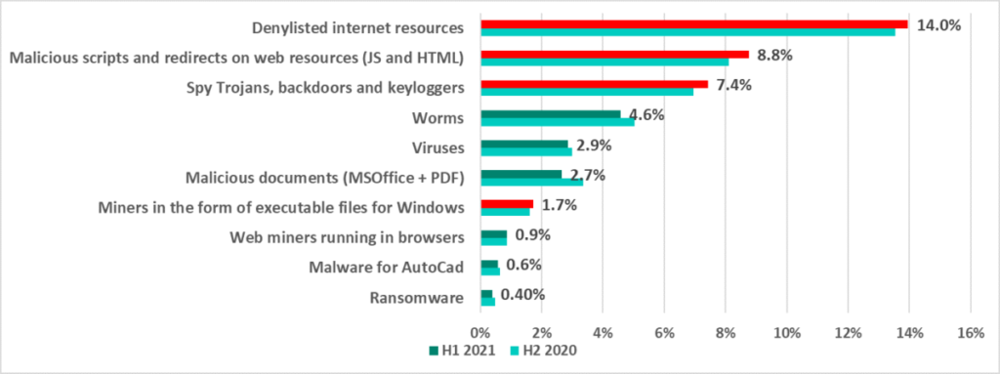 Denylisted internet resources 14.0%
Malicious scripts and redirects on web resources (JS and HTML) 8.8%
Spy Trojans, backdoors and keyloggers 7.4%
Worms 4.6%
Viruses 2.9%
Malicious documents (MSOffice + PDF) 2.7%
Miners in the form of executable files for Windows 1.7%
Web miners running in browsers 0.9%
Malware for AutoCad 0.6%
Ransomware 0.40%
0% 2% 4% 6% 8% 10% 12% 14% 16%
H1 2021 H2 2020